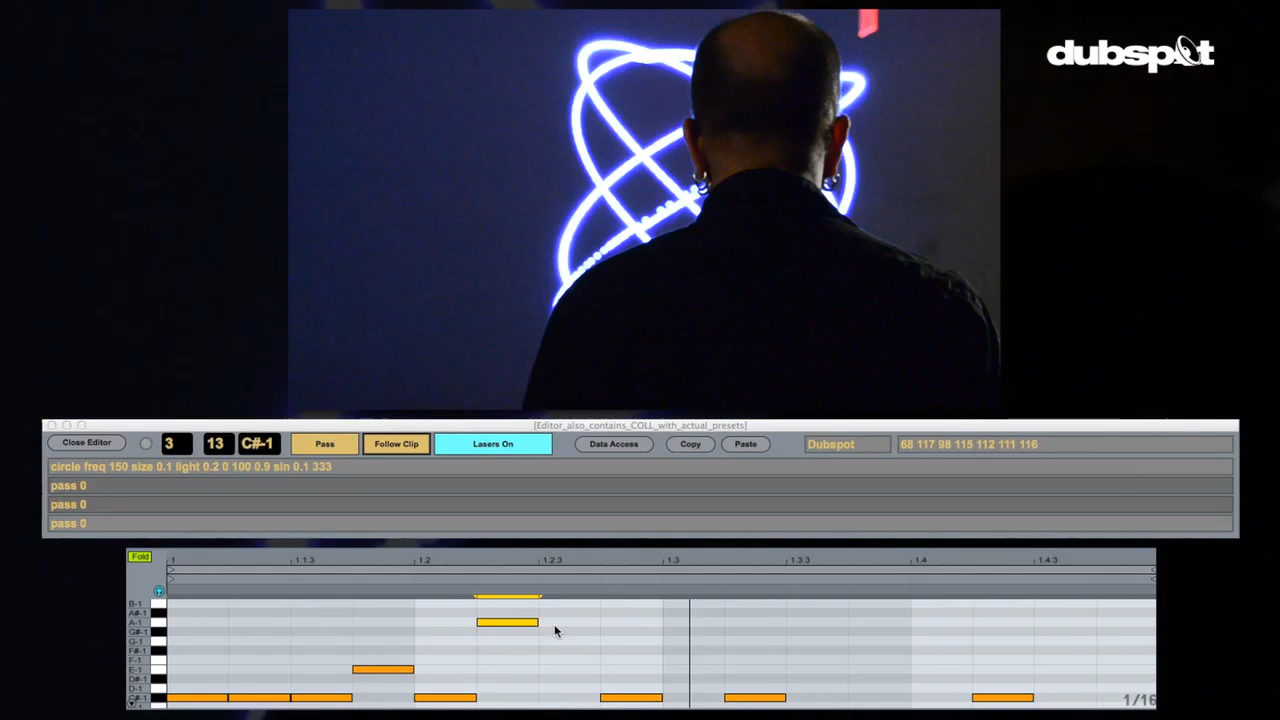 dubspot
[Editor_also_contains_COLL_with_actual_presets]
Close Editor 3 13 C#-1 Pass Follow Clip Lasers On Data Access Copy Paste Dubspot 68 117 98 115 112 111 116
circle freq 150 size 0.1 light 0.2 0 100 0.9 sin 0.1 333
pass 0
pass 0
pass 0
Fold 1 1.1.3 1.2 1.2.3 1.3 1.3.3 1.4 1.4.3
B-1
A#-1
A-1
G#-1
G-1
F#-1
F-1
E-1
D#-1
D-1
C#-1 1/16